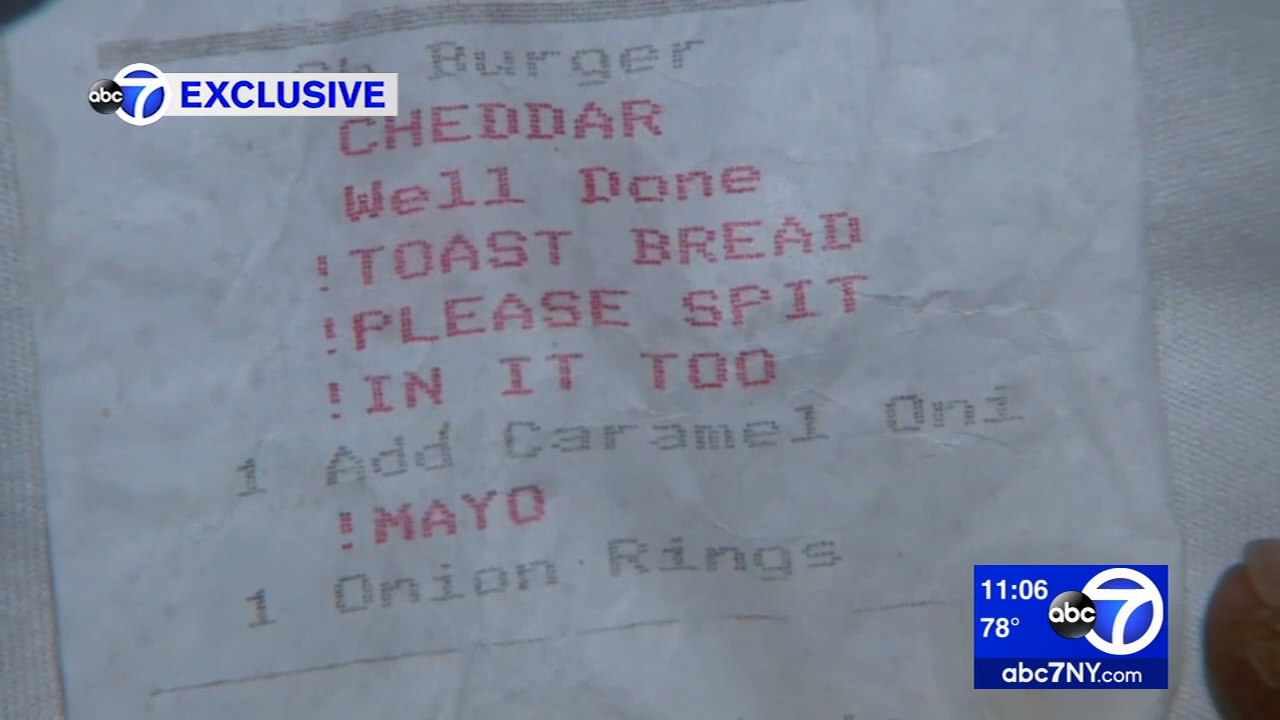 Burger
abc 7 EXCLUSIVE
CHEDDAR
Well Done
!TOAST BREAD
!PLEASE SPIT
!IN IT TOO
1 Add Caramel Oni
!MAYO
1 Onion Rings
11:06
78°
abc 7
abc7NY.com